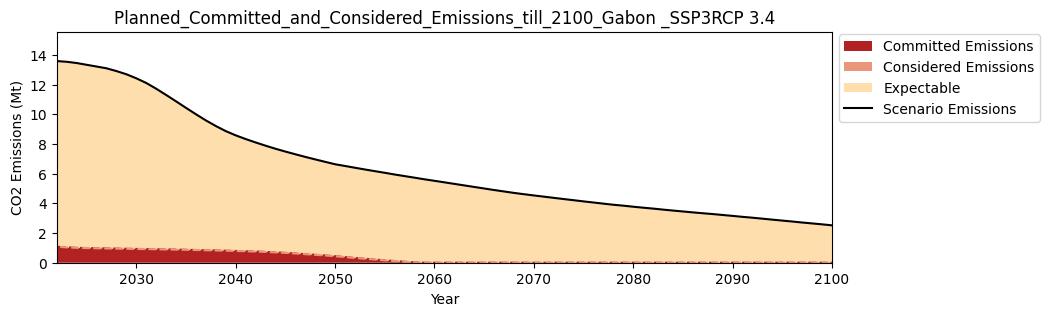 Planned_Committed_and_Considered_Emissions_till_2100_Gabon _SSP3RCP 3.4
Committed Emissions
Considered Emissions
Expectable
Scenario Emissions
CO2 Emissions (Mt)
14
12
10
8
6
4
2
0
2030 2040 2050 2060 2070 2080 2090 2100
Year